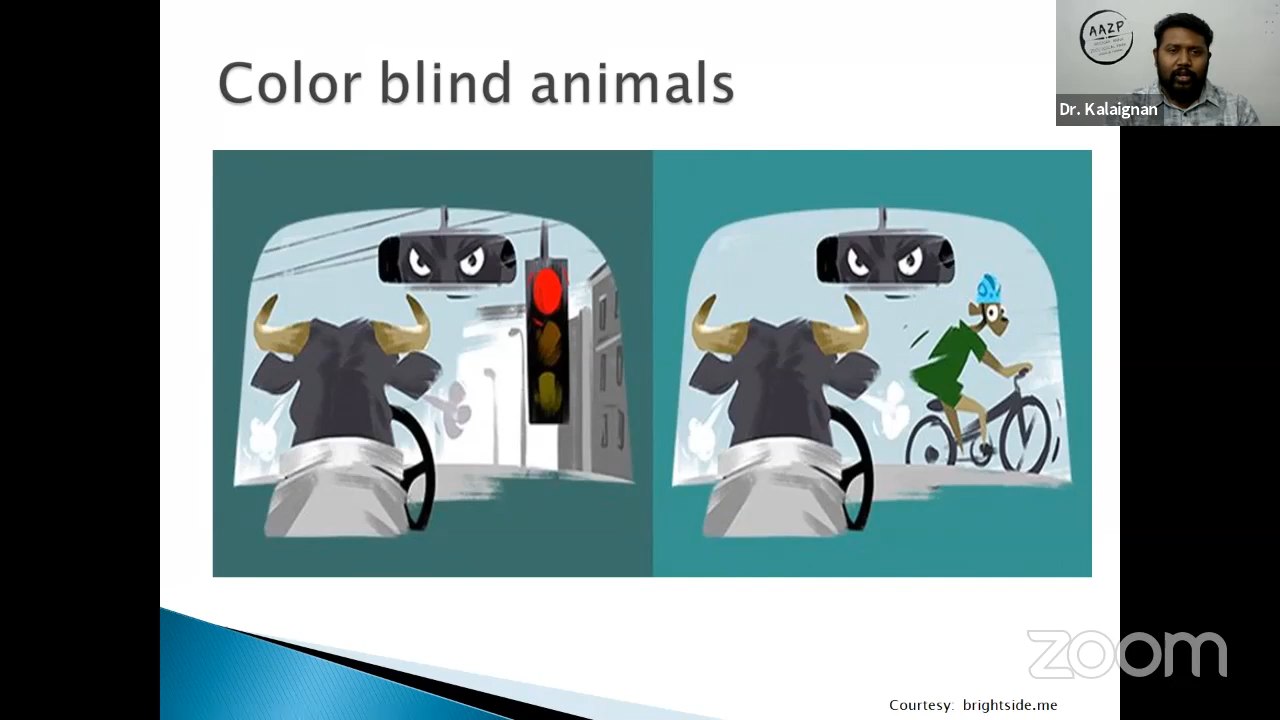 Color blind animals
AAZP
Dr. Kalaignan
zoom
Courtesy: brightside.me